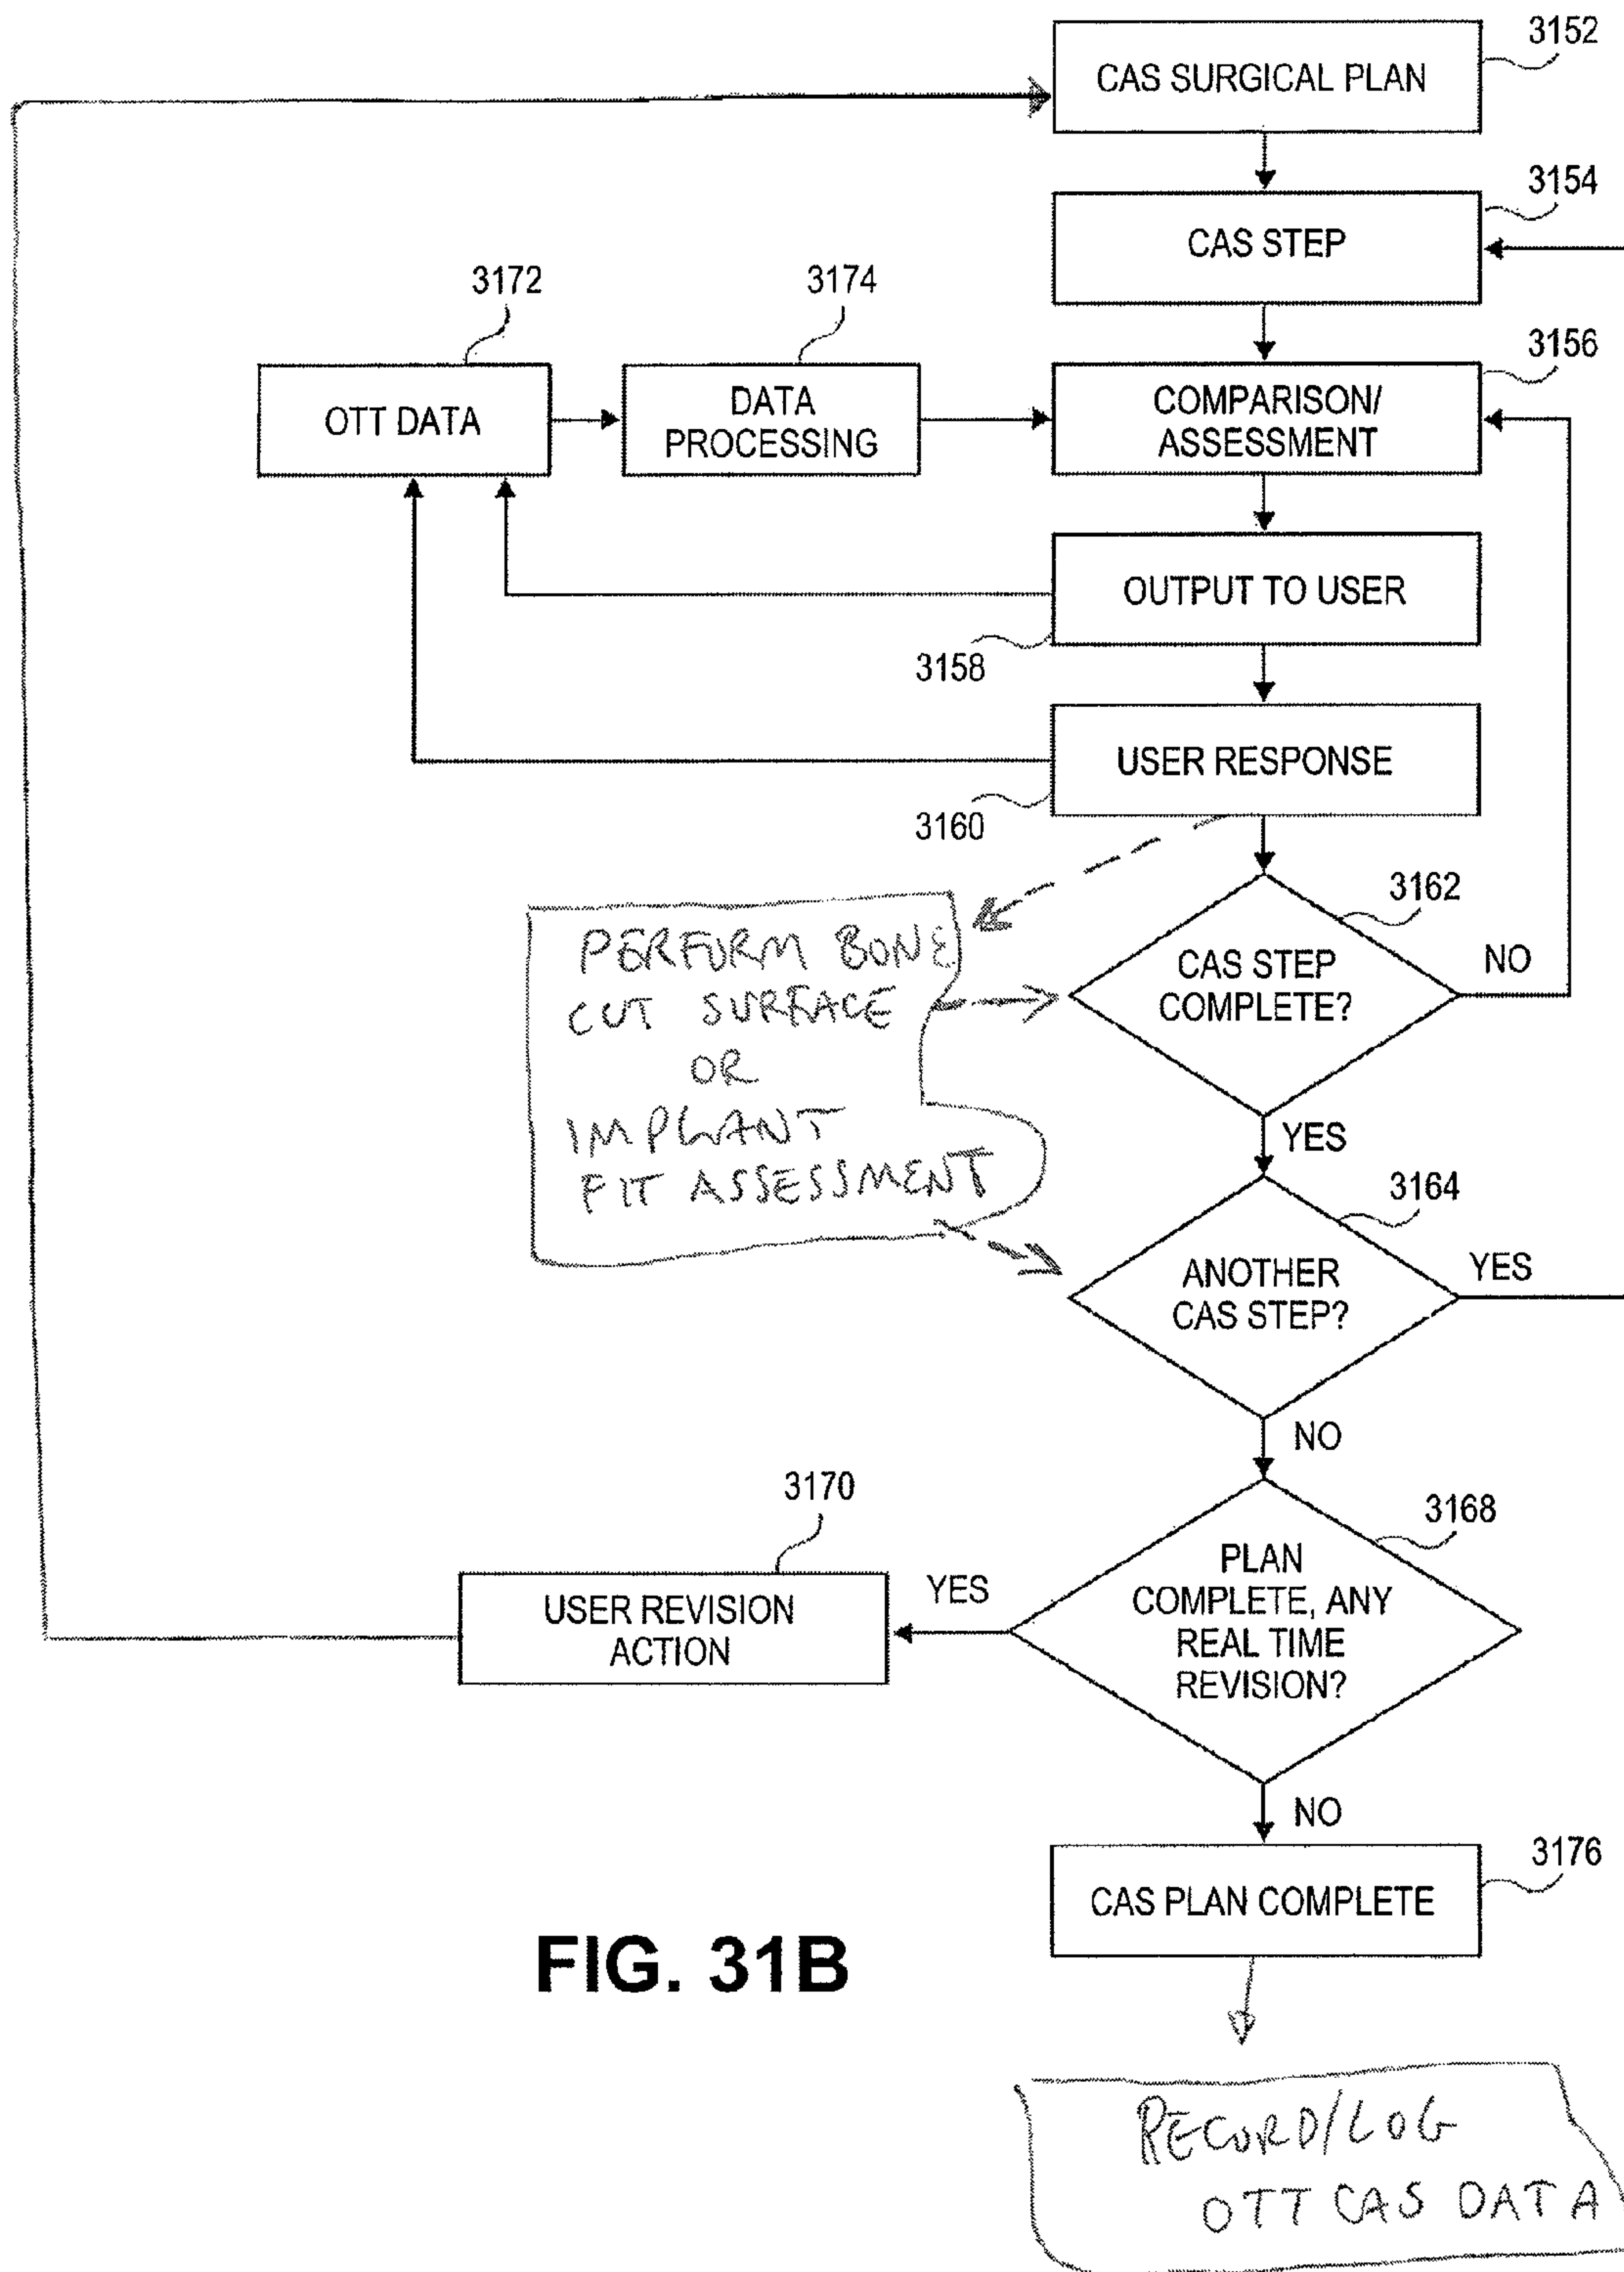 3152
CAS SURGICAL PLAN
3154
CAS STEP
3172
3174
3156
OTT DATA
DATA
PROCESSING
COMPARISON/
ASSESSMENT
OUTPUT TO USER
3158
USER RESPONSE
3160
3162
PERFORM BONE
CUT SURFACE
OR
IMPLANT
FIT ASSESSMENT
CAS STEP
COMPLETE?
NO
YES
3164
ANOTHER
CAS STEP?
YES
NO
3170
3168
USER REVISION
ACTION
YES
PLAN
COMPLETE, ANY
REAL TIME
REVISION?
NO
3176
CAS PLAN COMPLETE
FIG. 31B
RECORD/LOG
OTT CAS DATA